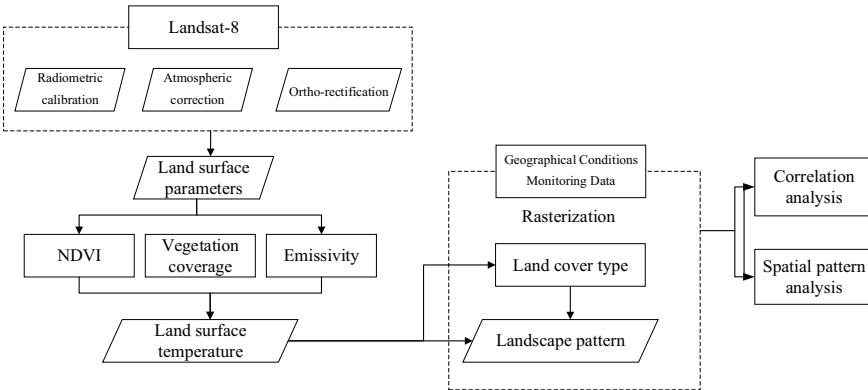 Landsat-8
Radiometric
calibration
Atmospheric
correction
Ortho-rectification
Land surface
parameters
NDVI
Vegetation
coverage
Emissivity
Land surface
temperature
Geographical Conditions
Monitoring Data
Rasterization
Land cover type
Landscape pattern
Correlation
analysis
Spatial pattern
analysis